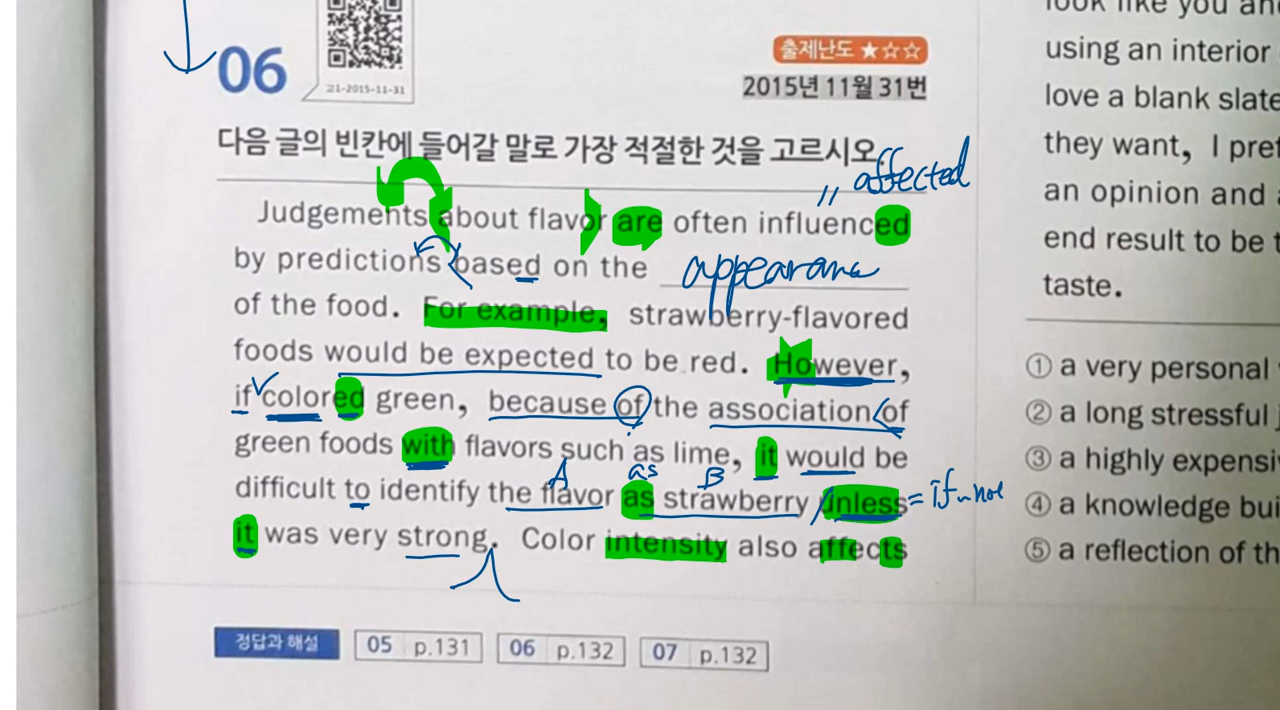 06
고1-2015-11-31
출제난도 ★☆☆
2015년 11월 31번
다음 글의 빈칸에 들어갈 말로 가장 적절한 것을 고르시오.
affected
Judgements about flavor are often influenced
by predictions based on the
of the food. For example, strawberry-flavored
foods would be expected to be red. However,
if colored green, because of the association of
green foods with flavors such as lime, it would be
A as B
difficult to identify the flavor as strawberry unless = if ~ not
it was very strong. Color intensity also affects
정답과 해설 05 p.131 06 p.132 07 p.132
look like you and
using an interior
love a blank slate
they want, I pref
an opinion and a
end result to be t
taste.
① a very personal
② a long stressful j
③ a highly expensi
④ a knowledge bui
⑤ a reflection of th